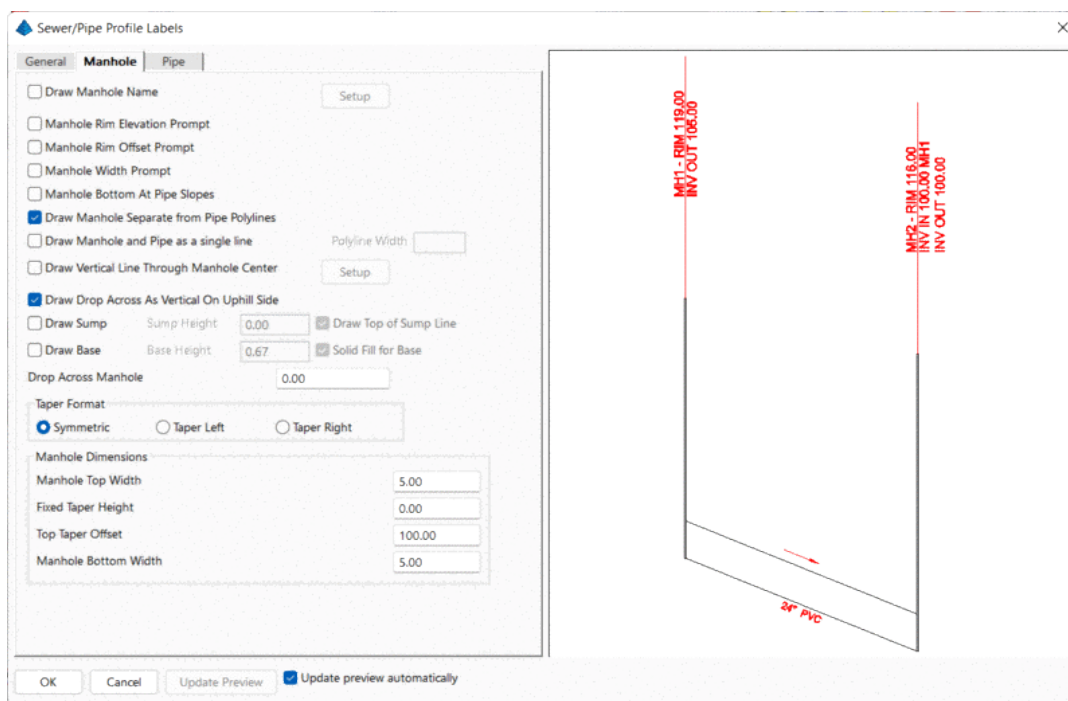 Sewer/Pipe Profile Labels
General Manhole Pipe
Draw Manhole Name Setup
Manhole Rim Elevation Prompt
Manhole Rim Offset Prompt
Manhole Width Prompt
Manhole Bottom At Pipe Slopes
Draw Manhole Separate from Pipe Polylines
Draw Manhole and Pipe as a single line Polyline Width
Draw Vertical Line Through Manhole Center Setup
Draw Drop Across As Vertical On Uphill Side
Draw Sump Sump Height 0.00 Draw Top of Sump Line
Draw Base Base Height 0.67 Solid Fill for Base
Drop Across Manhole 0.00
Taper Format
Symmetric Taper Left Taper Right
Manhole Dimensions
Manhole Top Width 5.00
Fixed Taper Height 0.00
Top Taper Offset 100.00
Manhole Bottom Width 5.00
OK Cancel Update Preview Update preview automatically
MH1 - RIM 119.00
INV OUT 105.00
MH2 - RIM 116.00
INV IN 100.00 MH1
INV OUT 100.00
24" PVC